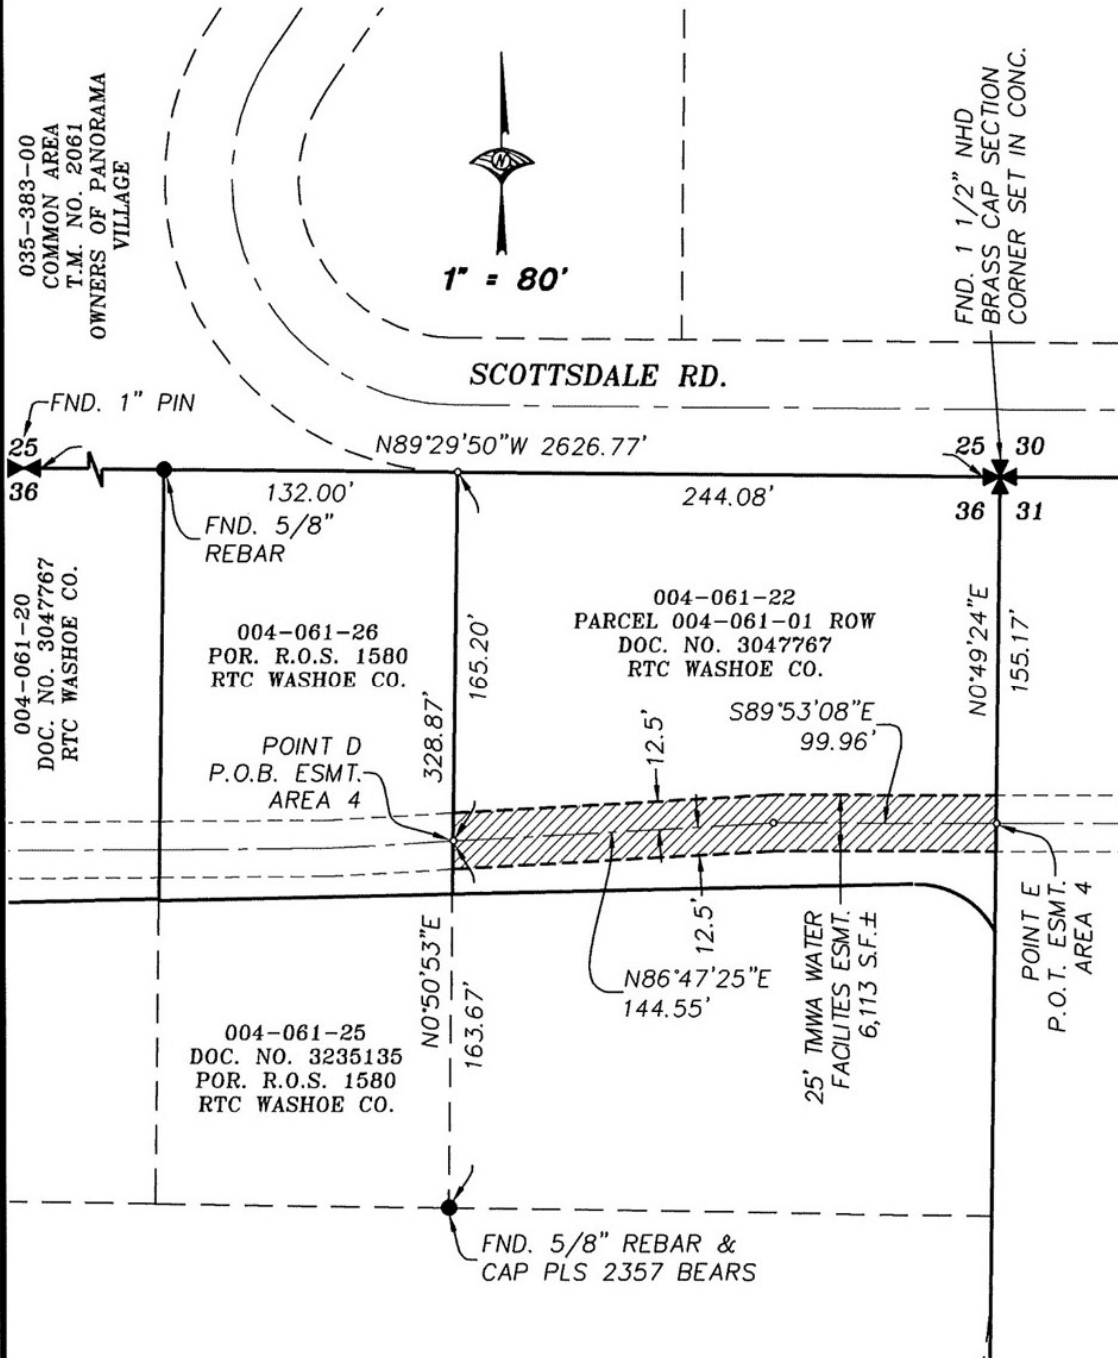 035-383-00
COMMON AREA
T.M. NO. 2061
OWNERS OF PANORAMA
VILLAGE
N
1" = 80'
FND. 1 1/2" NHD
BRASS CAP SECTION
CORNER SET IN CONC.
SCOTTSDALE RD.
FND. 1" PIN
25
36
N89°29'50"W 2626.77'
25 30
36 31
132.00'
244.08'
FND. 5/8"
REBAR
004-061-20
DOC. NO. 3047767
RTC WASHOE CO.
004-061-26
POR. R.O.S. 1580
RTC WASHOE CO.
165.20'
328.87'
004-061-22
PARCEL 004-061-01 ROW
DOC. NO. 3047767
RTC WASHOE CO.
N0°49'24"E
155.17'
S89°53'08"E
99.96'
12.5'
POINT D
P.O.B. ESMT.
AREA 4
12.5'
N86°47'25"E
144.55'
25' TMWA WATER
FACILITES ESMT.
6,113 S.F.±
POINT E
P.O.T. ESMT.
AREA 4
N0°50'53"E
163.67'
004-061-25
DOC. NO. 3235135
POR. R.O.S. 1580
RTC WASHOE CO.
FND. 5/8" REBAR &
CAP PLS 2357 BEARS